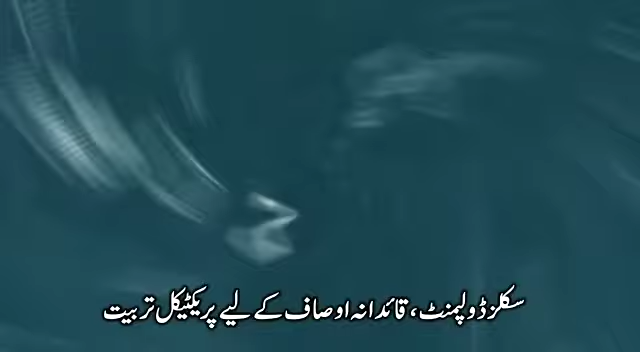 سکلز ڈولپمنٹ، قائدانہ اوصاف کے لیے پریکٹیکل تربیت